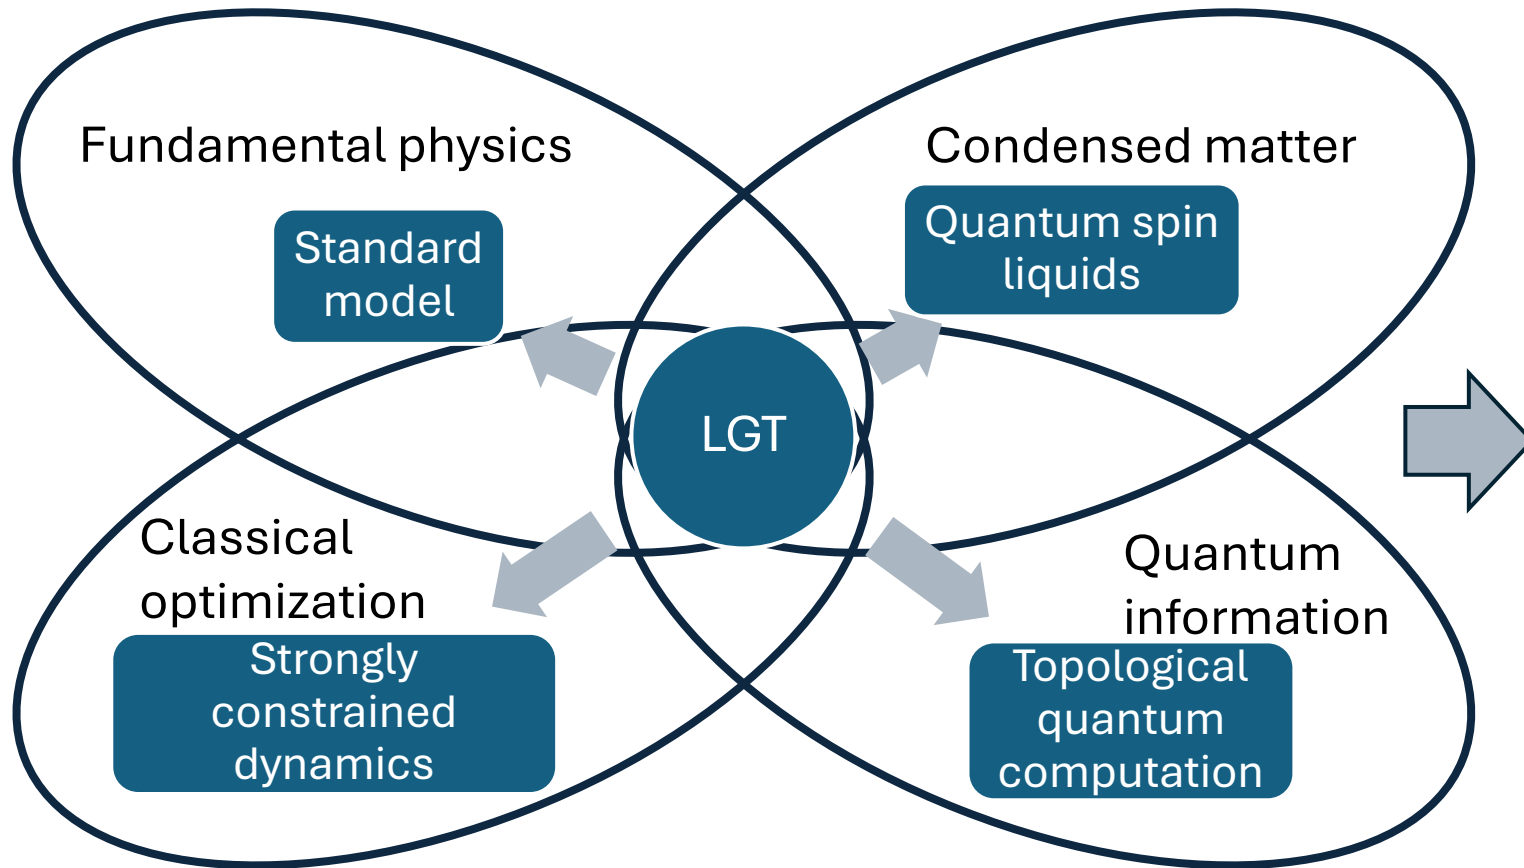 Fundamental physics
Standard
model
Condensed matter
Quantum spin
liquids
LGT
Classical
optimization
Strongly
constrained
dynamics
Quantum
information
Topological
quantum
computation